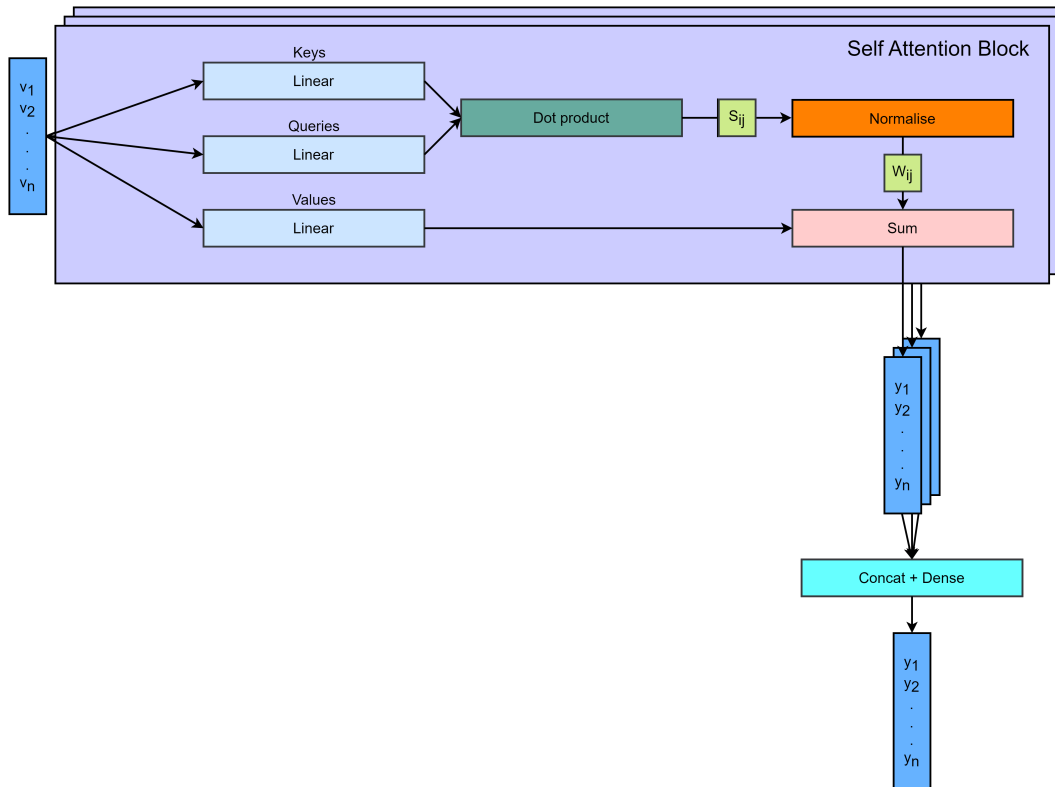 Self Attention Block
v1
v2
.
.
.
vn
Keys
Linear
Queries
Linear
Values
Linear
Dot product
Sij
Normalise
Wij
Sum
y1
y2
.
.
.
yn
Concat + Dense
y1
y2
.
.
.
yn